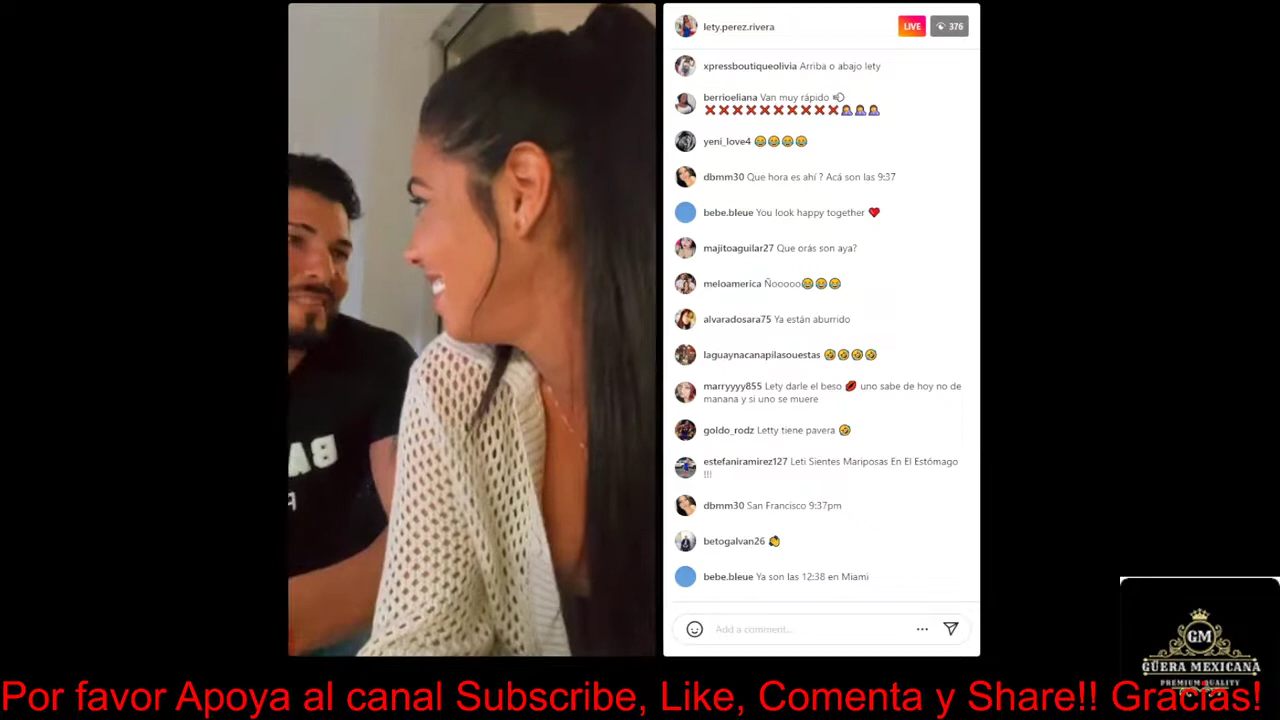 lety.perez.rivera
LIVE
376
xpressboutiqueolivia Arriba o abajo lety
berrioeliana Van muy rápido 💨
❌❌❌❌❌❌❌❌❌❌🤦‍♀️🤦‍♀️🤦‍♀️
yeni_love4 😂😂😂😂
dbmm30 Que hora es ahí ? Acá son las 9:37
bebe.bleue You look happy together ❤️
majitoaguilar27 Que orás son aya?
meloamerica Ñooooo😂😂😂
alvaradosara75 Ya están aburrido
laguaynacanapilasouestas 🤣🤣🤣🤣
marryyyy855 Lety darle el beso 💋 uno sabe de hoy no de
manana y si uno se muere
goldo_rodz Letty tiene pavera 🤣
estefaniramirez127 Leti Sientes Mariposas En El Estómago
!!!
dbmm30 San Francisco 9:37pm
betogalvan26 👏
bebe.bleue Ya son las 12:38 en Miami
Add a comment...
GM
GÜERA MEXICANA
PREMIUM QUALITY
Por favor Apoya al canal Subscribe, Like, Comenta y Share!! Gracias!